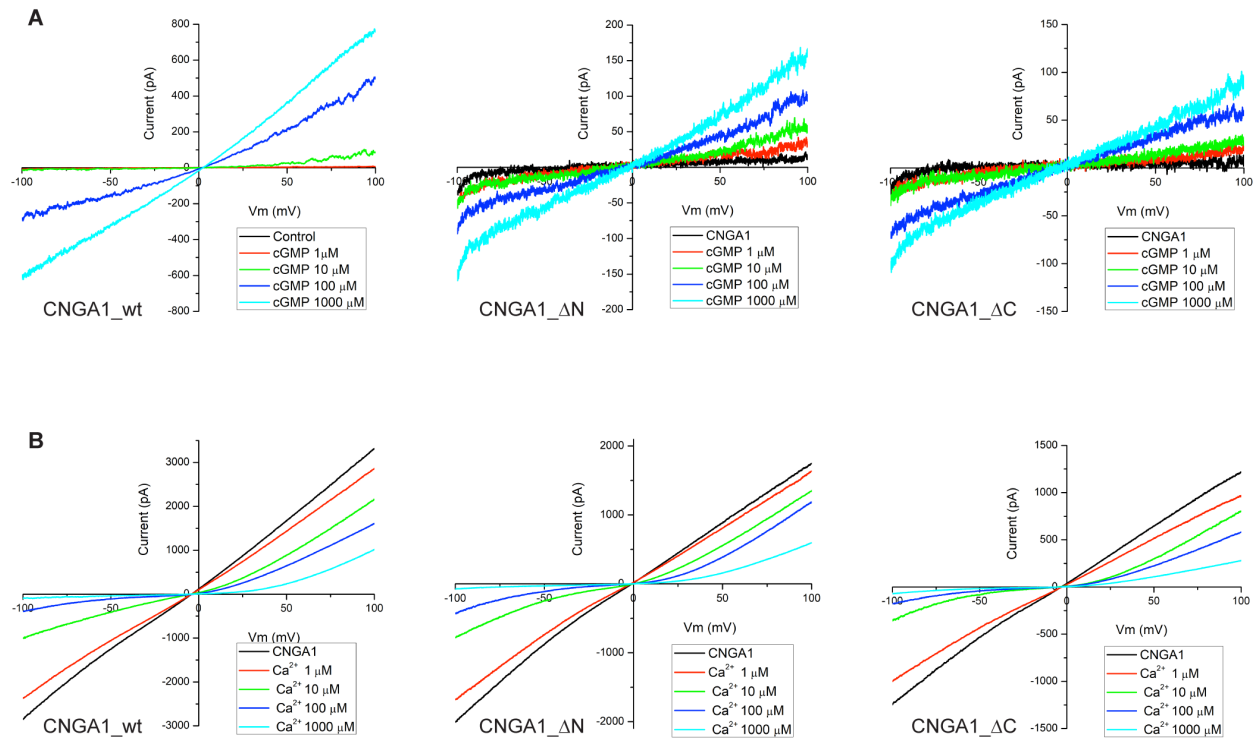 A
800
600
400
200
-200
-400
-600
-800
-100
-50
0
50
100
Current (pA)
Vm (mV)
Control
cGMP 1μM
cGMP 10 μM
cGMP 100 μM
cGMP 1000 μM
CNGA1_wt
200
150
100
50
0
-50
-100
-150
-200
-100
-50
0
50
100
Current (pA)
Vm (mV)
CNGA1
cGMP 1 μM
cGMP 10 μM
cGMP 100 μM
cGMP 1000 μM
CNGA1_ΔN
150
100
50
0
-50
-100
-150
-100
-50
0
50
100
Current (pA)
Vm (mV)
CNGA1
cGMP 1 μM
cGMP 10 μM
cGMP 100 μM
cGMP 1000 μM
CNGA1_ΔC
B
3000
2000
1000
0
-1000
-2000
-3000
-100
-50
0
50
100
Current (pA)
Vm (mV)
CNGA1
Ca²⁺ 1 μM
Ca²⁺ 10 μM
Ca²⁺ 100 μM
Ca²⁺ 1000 μM
CNGA1_wt
2000
1000
0
-1000
-2000
-100
-50
0
50
100
Current (pA)
Vm (mV)
CNGA1
Ca²⁺ 1 μM
Ca²⁺ 10 μM
Ca²⁺ 100 μM
Ca²⁺ 1000 μM
CNGA1_ΔN
1500
1000
500
0
-500
-1000
-1500
-100
-50
0
50
100
Current (pA)
Vm (mV)
CNGA1
Ca²⁺ 1 μM
Ca²⁺ 10 μM
Ca²⁺ 100 μM
Ca²⁺ 1000 μM
CNGA1_ΔC